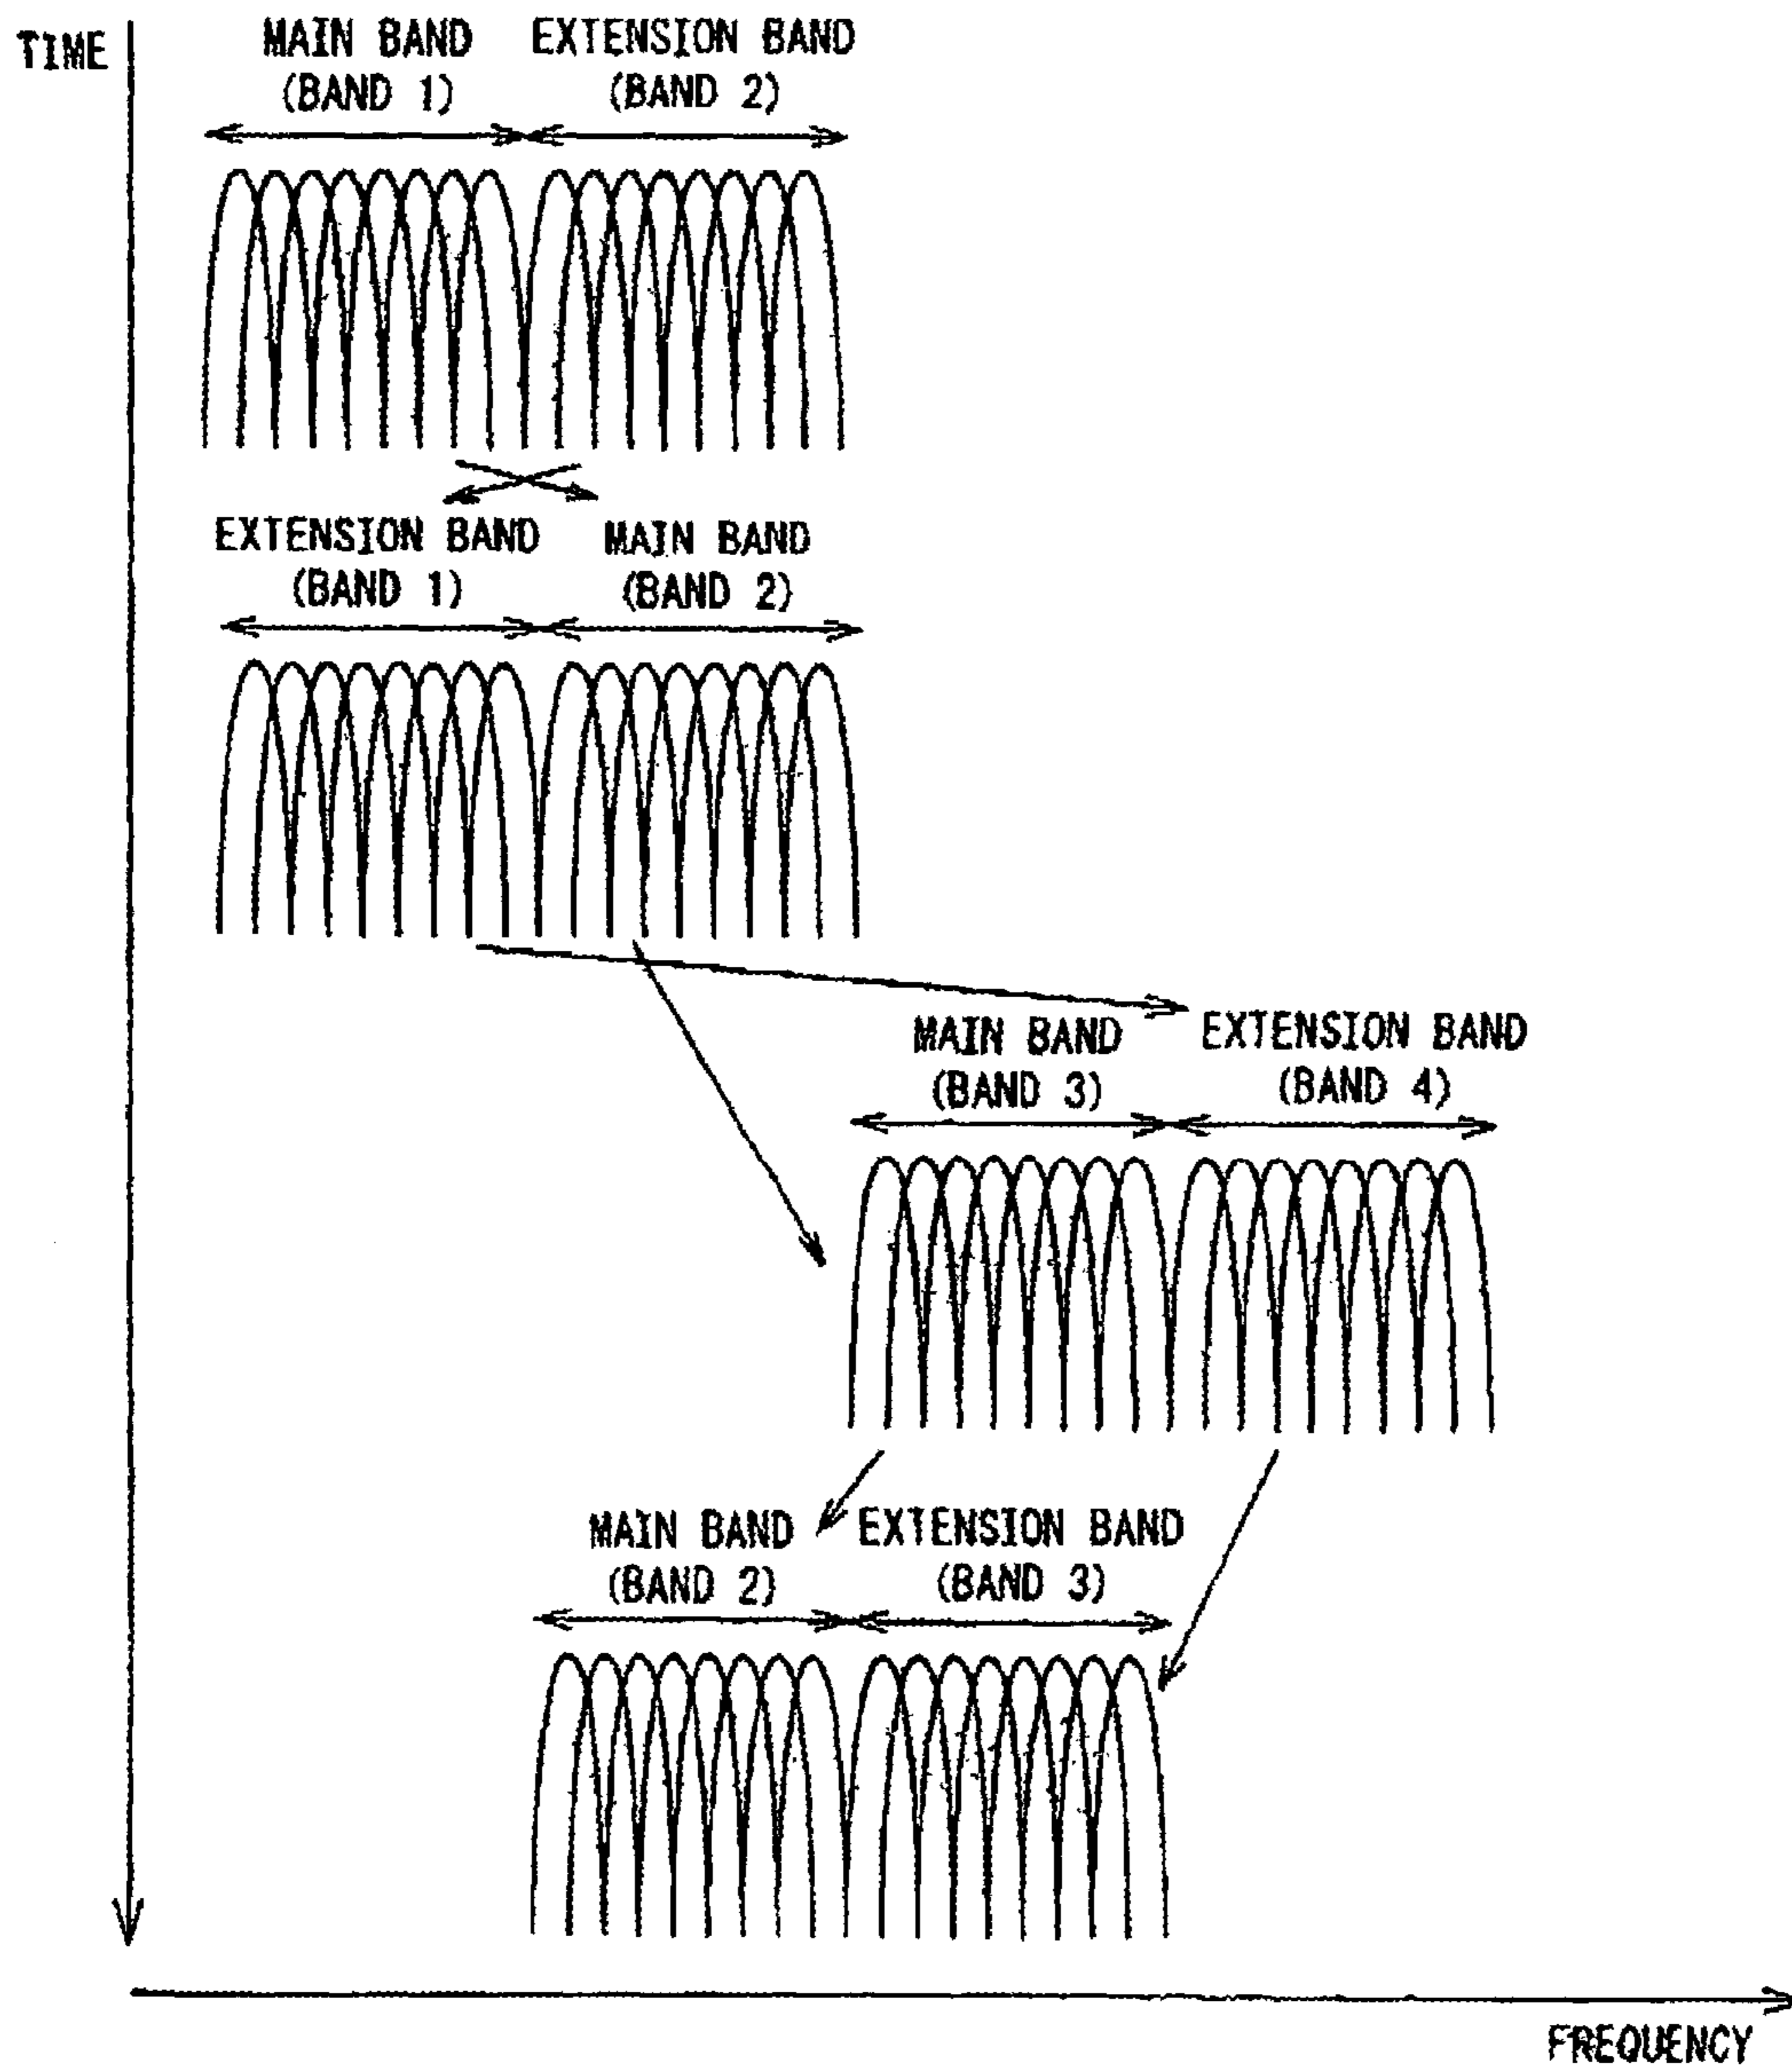 TIME
MAIN BAND
(BAND 1)
EXTENSION BAND
(BAND 2)
EXTENSION BAND
(BAND 1)
MAIN BAND
(BAND 2)
MAIN BAND
(BAND 3)
EXTENSION BAND
(BAND 4)
MAIN BAND
(BAND 2)
EXTENSION BAND
(BAND 3)
FREQUENCY